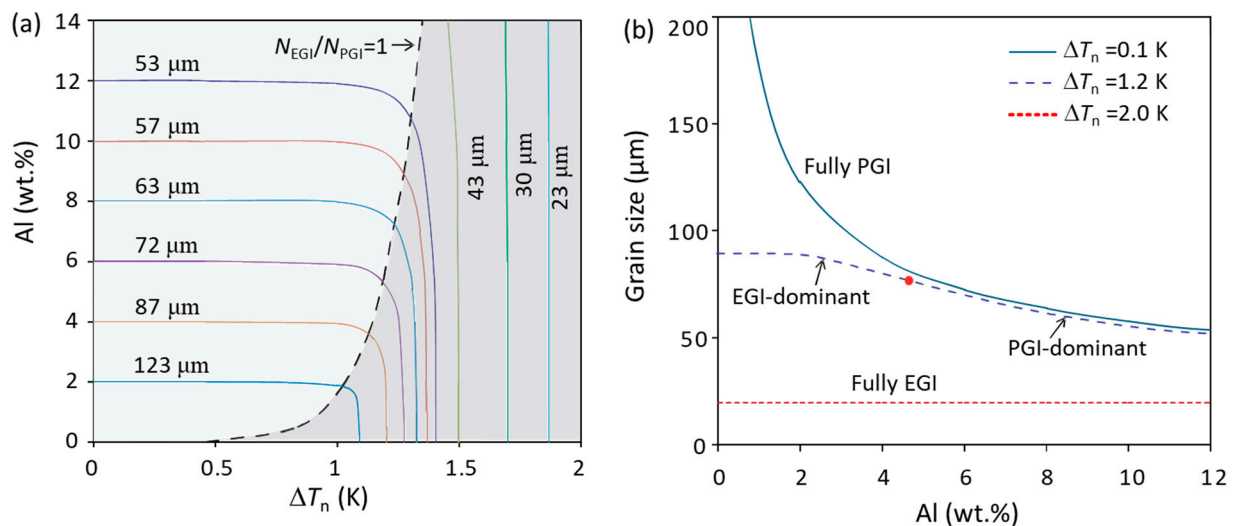 (a)
14
12
10
8
6
4
2
0
Al (wt.%)
N_EGI/N_PGI=1
53 μm
57 μm
63 μm
72 μm
87 μm
123 μm
43 μm
30 μm
23 μm
0
0.5
1
1.5
2
ΔT_n (K)
(b)
200
150
100
50
0
Grain size (μm)
ΔT_n =0.1 K
ΔT_n =1.2 K
ΔT_n =2.0 K
Fully PGI
EGI-dominant
PGI-dominant
Fully EGI
0
2
4
6
8
10
12
Al (wt.%)